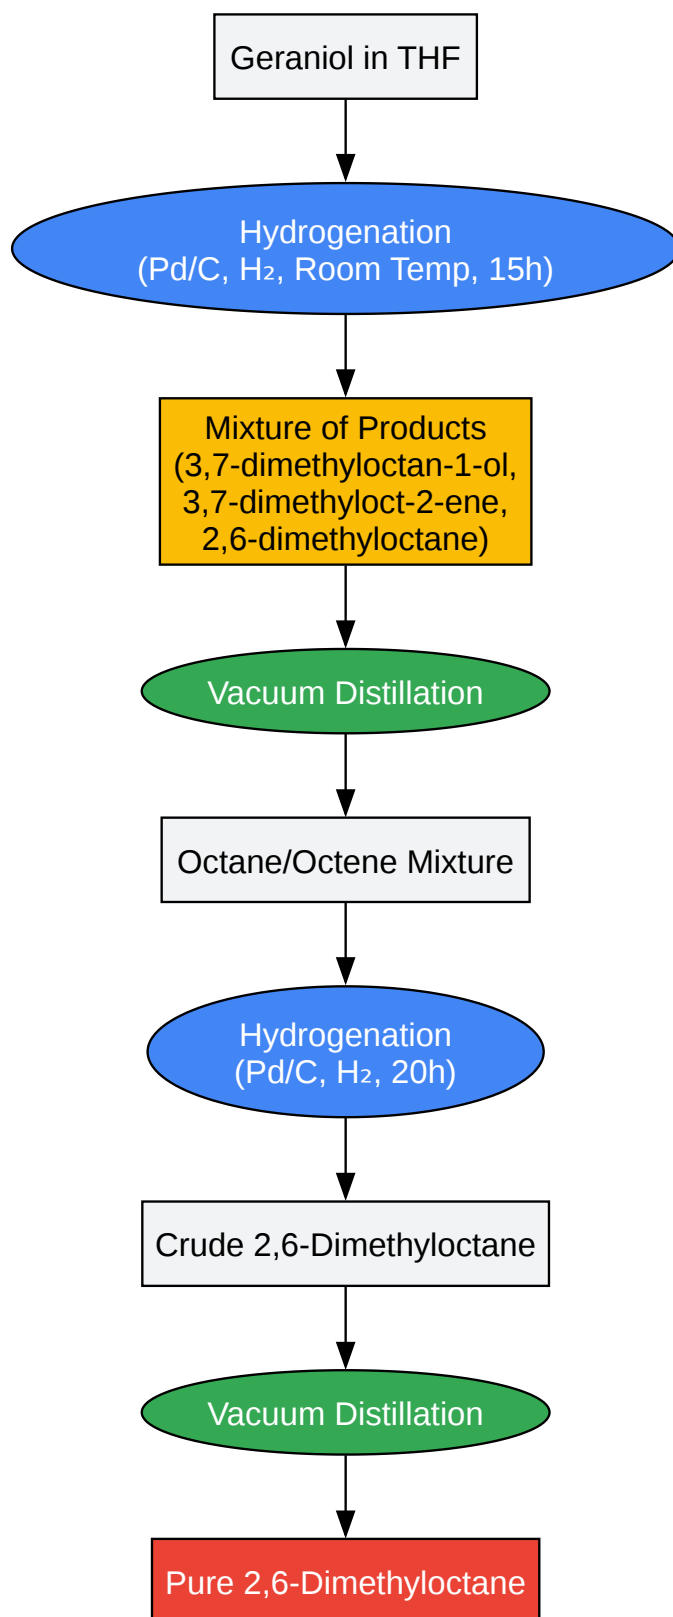 Geraniol in THF
Hydrogenation
(Pd/C, H₂, Room Temp, 15h)
Mixture of Products
(3,7-dimethyloctan-1-ol,
3,7-dimethyloct-2-ene,
2,6-dimethyloctane)
Vacuum Distillation
Octane/Octene Mixture
Hydrogenation
(Pd/C, H₂, 20h)
Crude 2,6-Dimethyloctane
Vacuum Distillation
Pure 2,6-Dimethyloctane